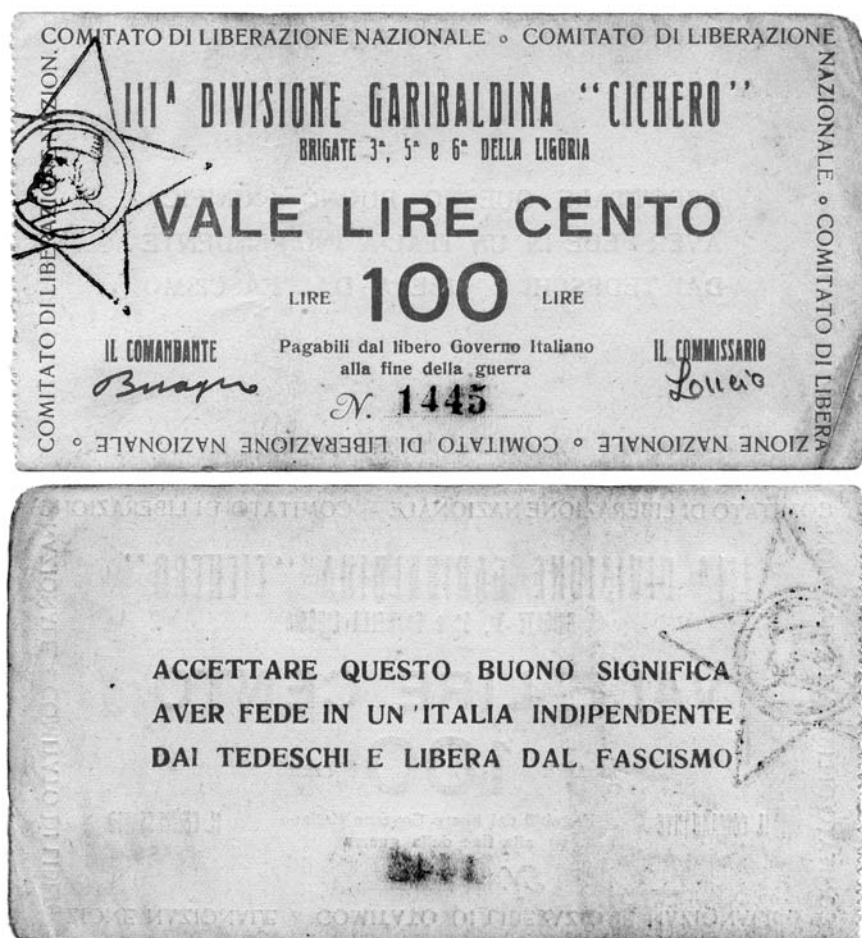 COMITATO DI LIBERAZIONE NAZIONALE o COMITATO DI LIBERAZIONE
NAZIONALE. o COMITATO DI LIBERA
ZIONE NAZIONALE o COMITATO DI LIBERAZIONE NAZIONALE o
COMITATO DI LIBERAZIONE NAZION.
IIIª DIVISIONE GARIBALDINA "CICHERO"
BRIGATE 3ª, 5ª e 6ª DELLA LIGORIA
VALE LIRE CENTO
LIRE 100 LIRE
IL COMANDANTE
Pagabili dal libero Governo Italiano
alla fine della guerra
IL COMMISSARIO
N. 1445
ACCETTARE QUESTO BUONO SIGNIFICA
AVER FEDE IN UN'ITALIA INDIPENDENTE
DAI TEDESCHI E LIBERA DAL FASCISMO